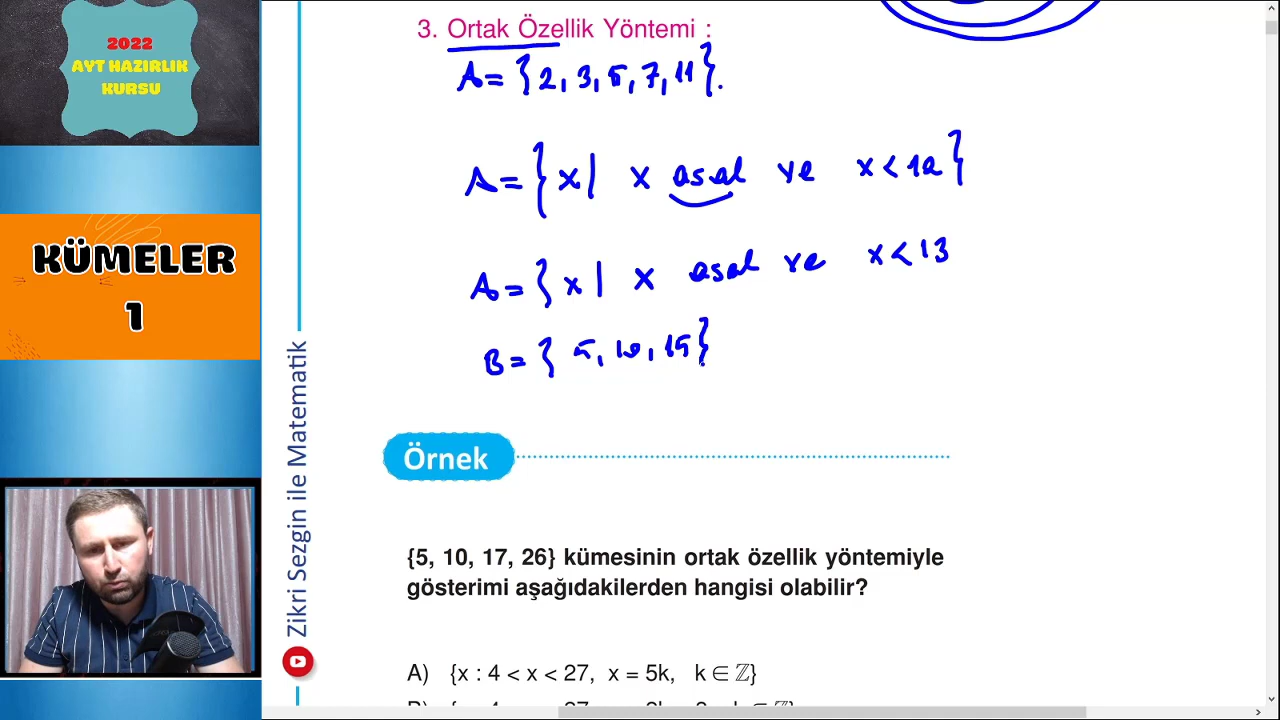 2022
AYT HAZIRLIK
KURSU
KÜMELER
1
Zikri Sezgin ile Matematik
3. Ortak Özellik Yöntemi :
A = {2, 3, 5, 7, 11}.
A = {x| x asal ve x < 12}
A = {x| x asal ve x < 13
B = {5, 10, 15}
Örnek
{5, 10, 17, 26} kümesinin ortak özellik yöntemiyle
gösterimi aşağıdakilerden hangisi olabilir?
A) {x : 4 < x < 27, x = 5k, k ∈ ℤ}